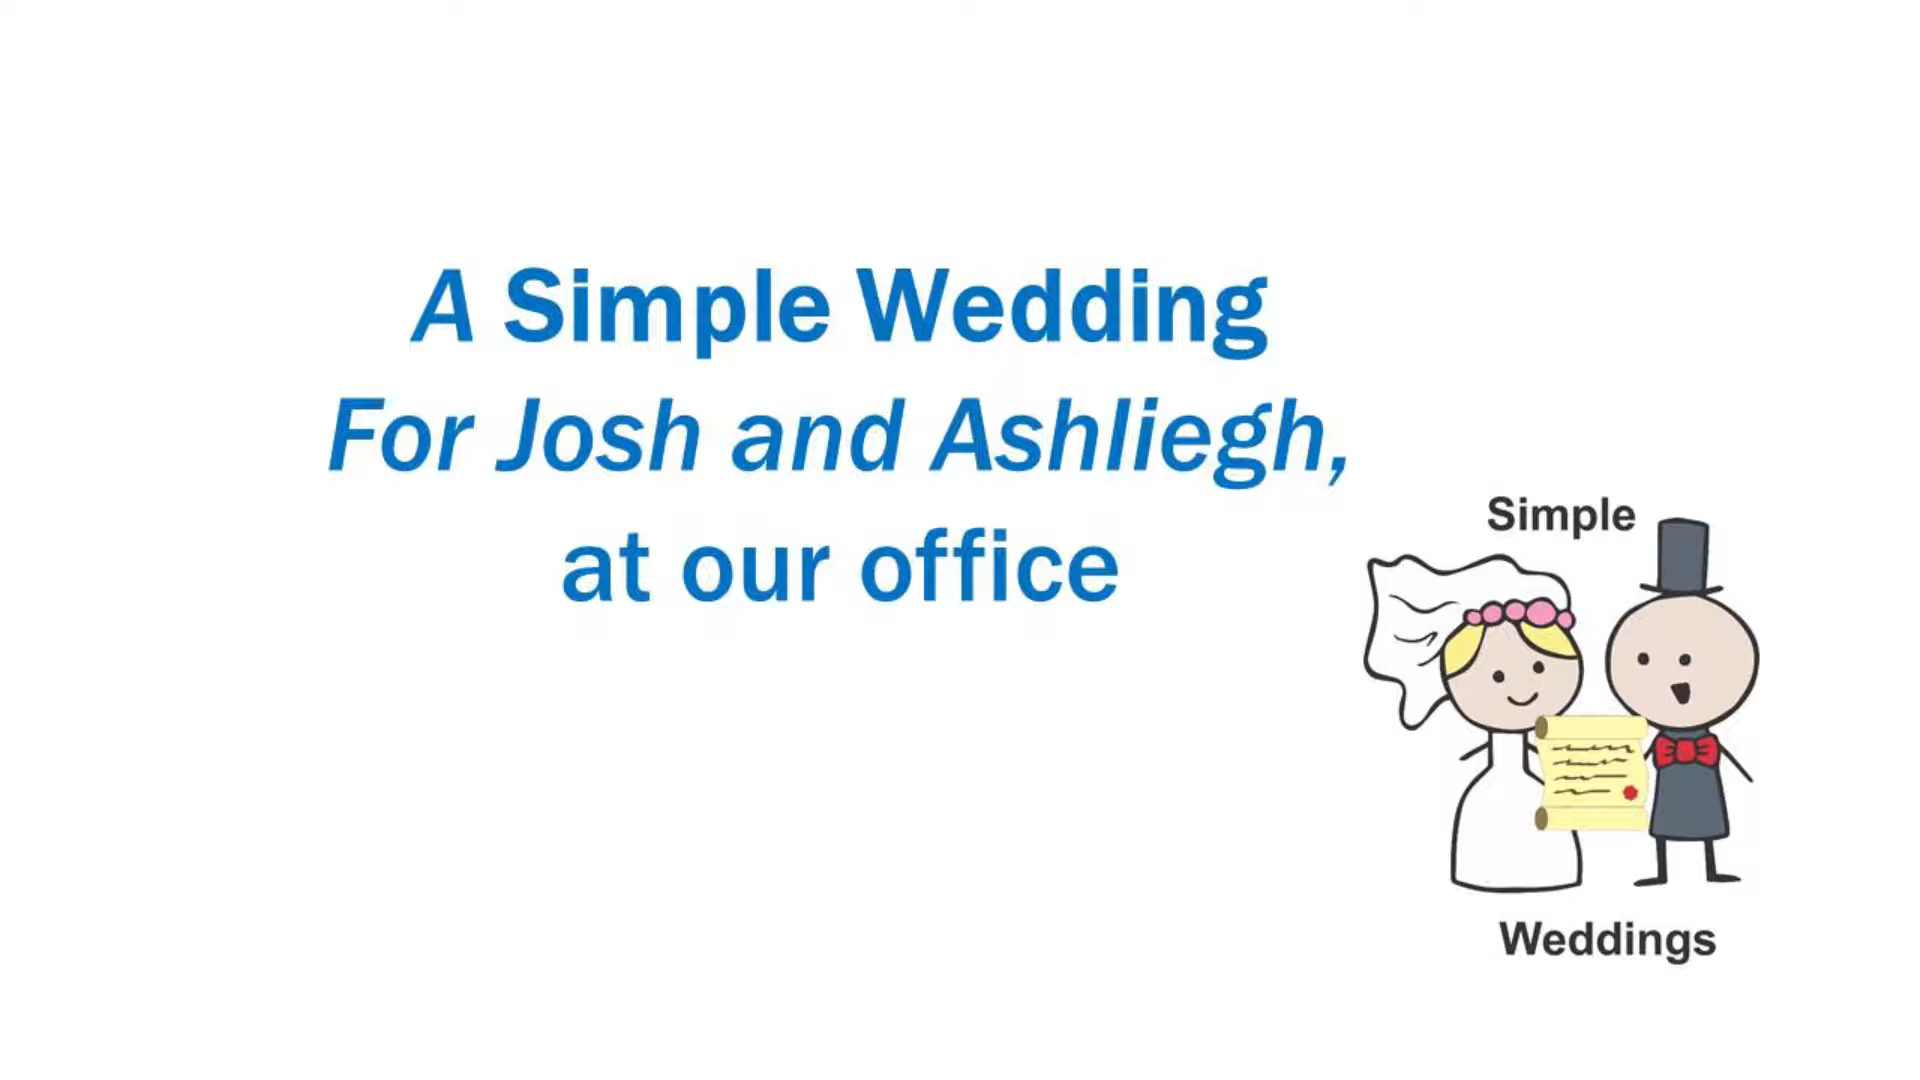 A Simple Wedding
For Josh and Ashliegh,
at our office
Simple
Weddings